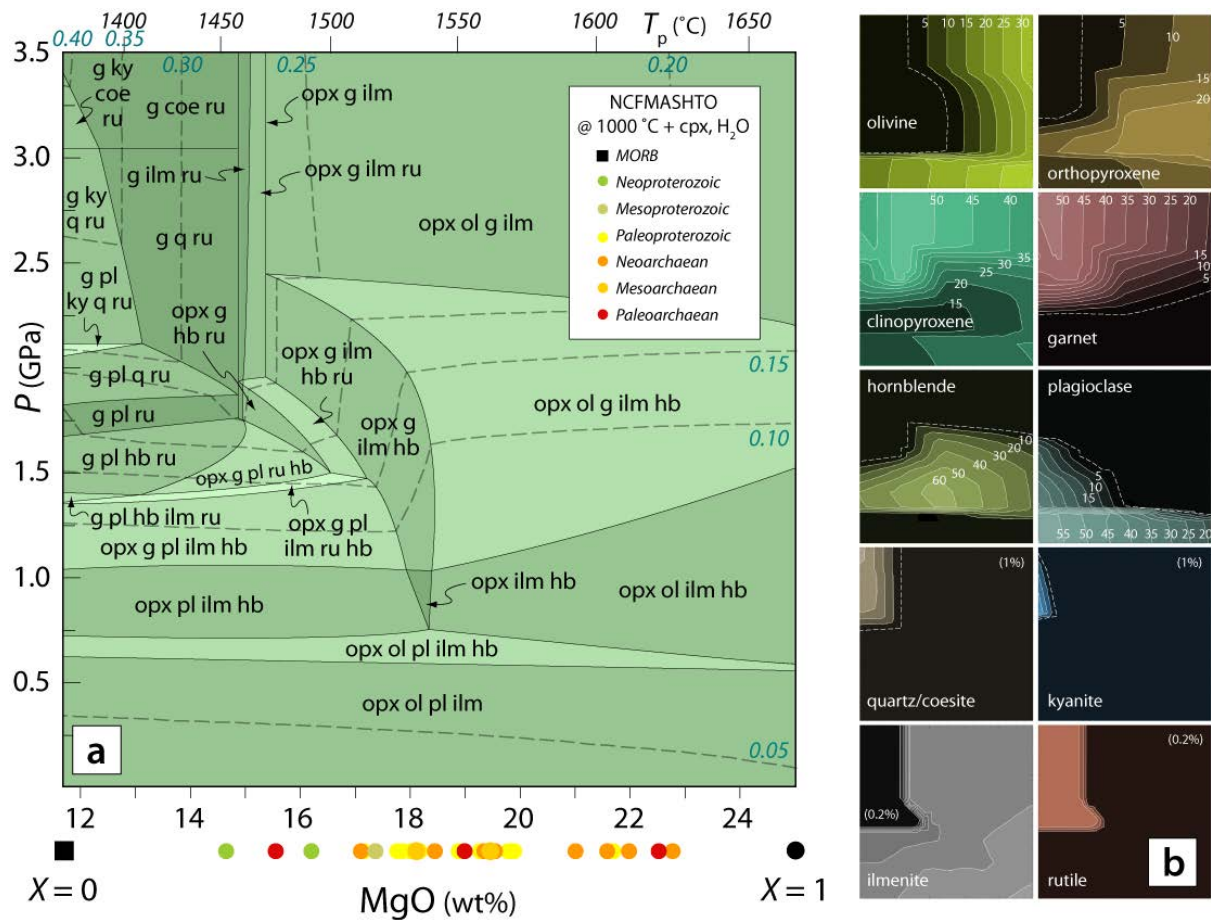 1400 1450 1500 1550 1600 1650
Tp (°C)
0.40 0.35 0.30 0.25 0.20
3.5
3.0
2.5
2.0
1.5
1.0
0.5
P (GPa)
g ky
coe
ru
g coe ru
opx g ilm
g ilm ru
opx g ilm ru
g ky
q ru
g q ru
opx ol g ilm
g pl
ky q ru
opx g
hb ru
g pl q ru
opx g ilm
hb ru
0.15
g pl ru
opx g
ilm hb
opx ol g ilm hb
0.10
g pl hb ru
opx g pl ru hb
g pl hb ilm ru
opx g pl
ilm ru hb
opx g pl ilm hb
opx ilm hb
opx pl ilm hb
opx ol ilm hb
opx ol pl ilm hb
opx ol pl ilm
0.05
a
NCFMASHTO
@ 1000 °C + cpx, H2O
MORB
Neoproterozoic
Mesoproterozoic
Paleoproterozoic
Neoarchaean
Mesoarchaean
Paleoarchaean
12 14 16 18 20 22 24
X = 0
MgO (wt%)
X = 1
5 10 15 20 25 30
olivine
5 10
15
20
orthopyroxene
50 45 40
35
30
25
20
15
clinopyroxene
50 45 40 35 30 25 20
15
10
5
garnet
hornblende
10
20
30
40
50
60
plagioclase
5
10
15
55 50 45 40 35 30 25 20
(1%)
quartz/coesite
(1%)
kyanite
(0.2%)
ilmenite
(0.2%)
rutile
b